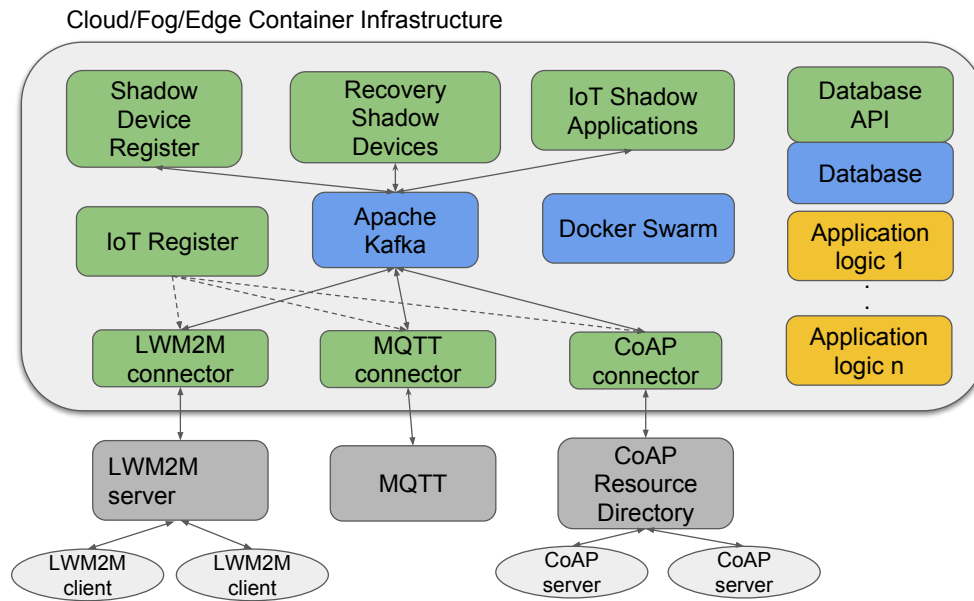 Cloud/Fog/Edge Container Infrastructure
Shadow
Device
Register
Recovery
Shadow
Devices
IoT Shadow
Applications
Database
API
Database
IoT Register
Apache
Kafka
Docker Swarm
Application
logic 1
.
.
Application
logic n
LWM2M
connector
MQTT
connector
CoAP
connector
LWM2M
server
MQTT
CoAP
Resource
Directory
LWM2M
client
LWM2M
client
CoAP
server
CoAP
server